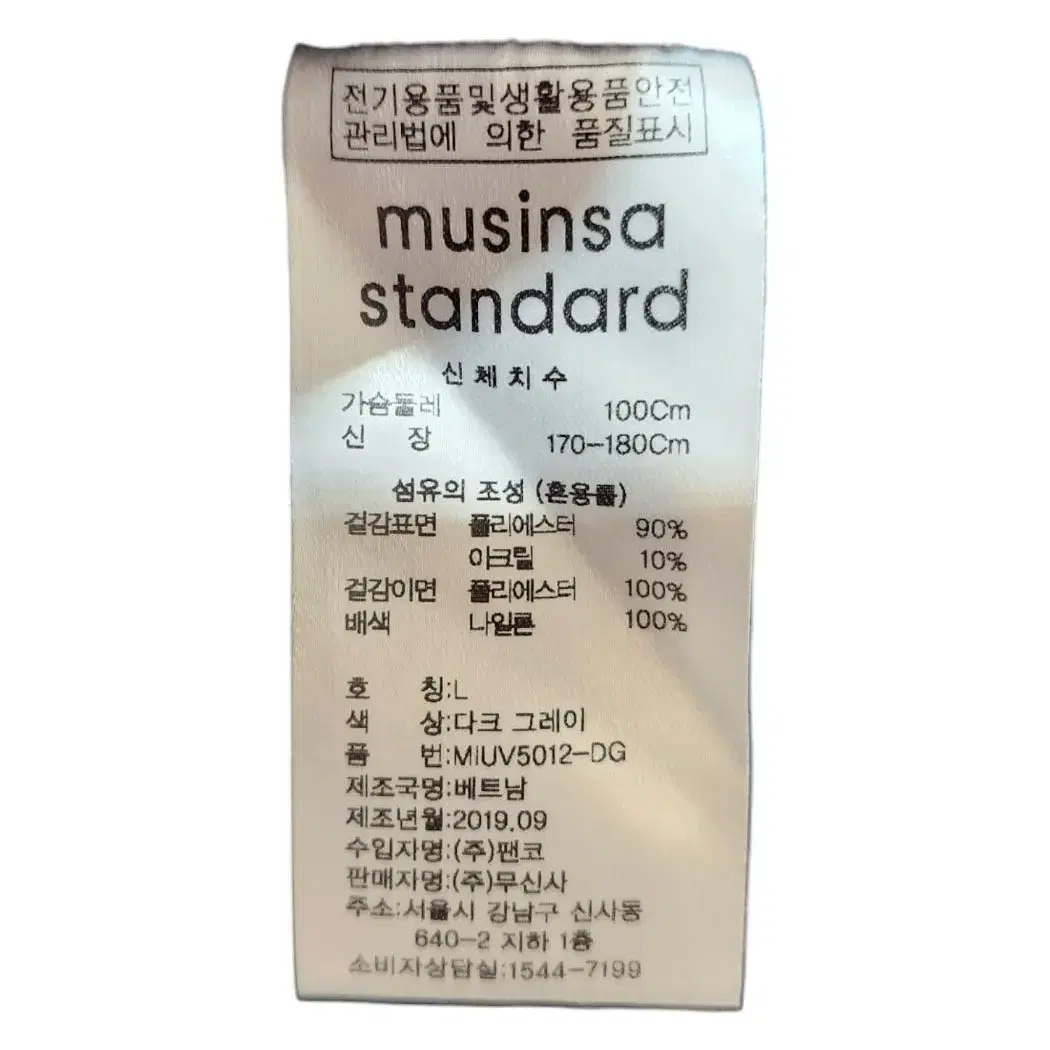 전기용품및생활용품안전
관리법에 의한 품질표시
musinsa
standard
신체치수
가슴둘레 100Cm
신 장 170-180Cm
섬유의 조성 (혼용률)
겉감표면 폴리에스터 90%
아크릴 10%
겉감이면 폴리에스터 100%
배색 나일론 100%
호 칭:L
색 상:다크 그레이
품 번:MIUV5012-DG
제조국명:베트남
제조년월:2019.09
수입자명:(주)팬코
판매자명:(주)무신사
주소:서울시 강남구 신사동
640-2 지하 1층
소비자상담실:1544-7199